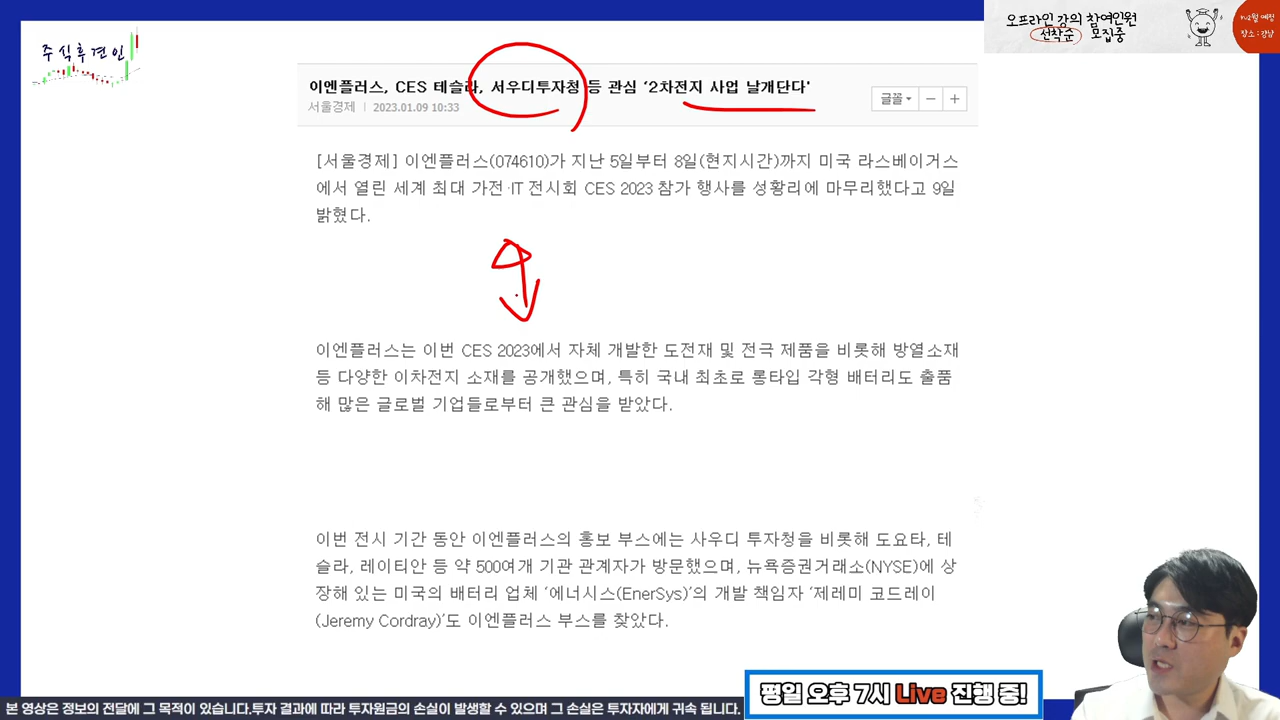 주식후견인
오프라인 강의 참여인원
선착순 모집중
장소 : 강남
이엔플러스, CES 테슬라, 서우디투자청 등 관심 ‘2차전지 사업 날개단다'
서울경제 | 2023.01.09 10:33
글꼴
[서울경제] 이엔플러스(074610)가 지난 5일부터 8일(현지시간)까지 미국 라스베이거스
에서 열린 세계 최대 가전·IT 전시회 CES 2023 참가 행사를 성황리에 마무리했다고 9일
밝혔다.
이엔플러스는 이번 CES 2023에서 자체 개발한 도전재 및 전극 제품을 비롯해 방열소재
등 다양한 이차전지 소재를 공개했으며, 특히 국내 최초로 롱타입 각형 배터리도 출품
해 많은 글로벌 기업들로부터 큰 관심을 받았다.
이번 전시 기간 동안 이엔플러스의 홍보 부스에는 사우디 투자청을 비롯해 도요타, 테
슬라, 레이티안 등 약 500여개 기관 관계자가 방문했으며, 뉴욕증권거래소(NYSE)에 상
장해 있는 미국의 배터리 업체 ‘에너시스(EnerSys)’의 개발 책임자 ‘제레미 코드레이
(Jeremy Cordray)’도 이엔플러스 부스를 찾았다.
평일 오후 7시 Live 진행 중!
본 영상은 정보의 전달에 그 목적이 있습니다.투자 결과에 따라 투자원금의 손실이 발생할 수 있으며 그 손실은 투자자에게 귀속 됩니다.